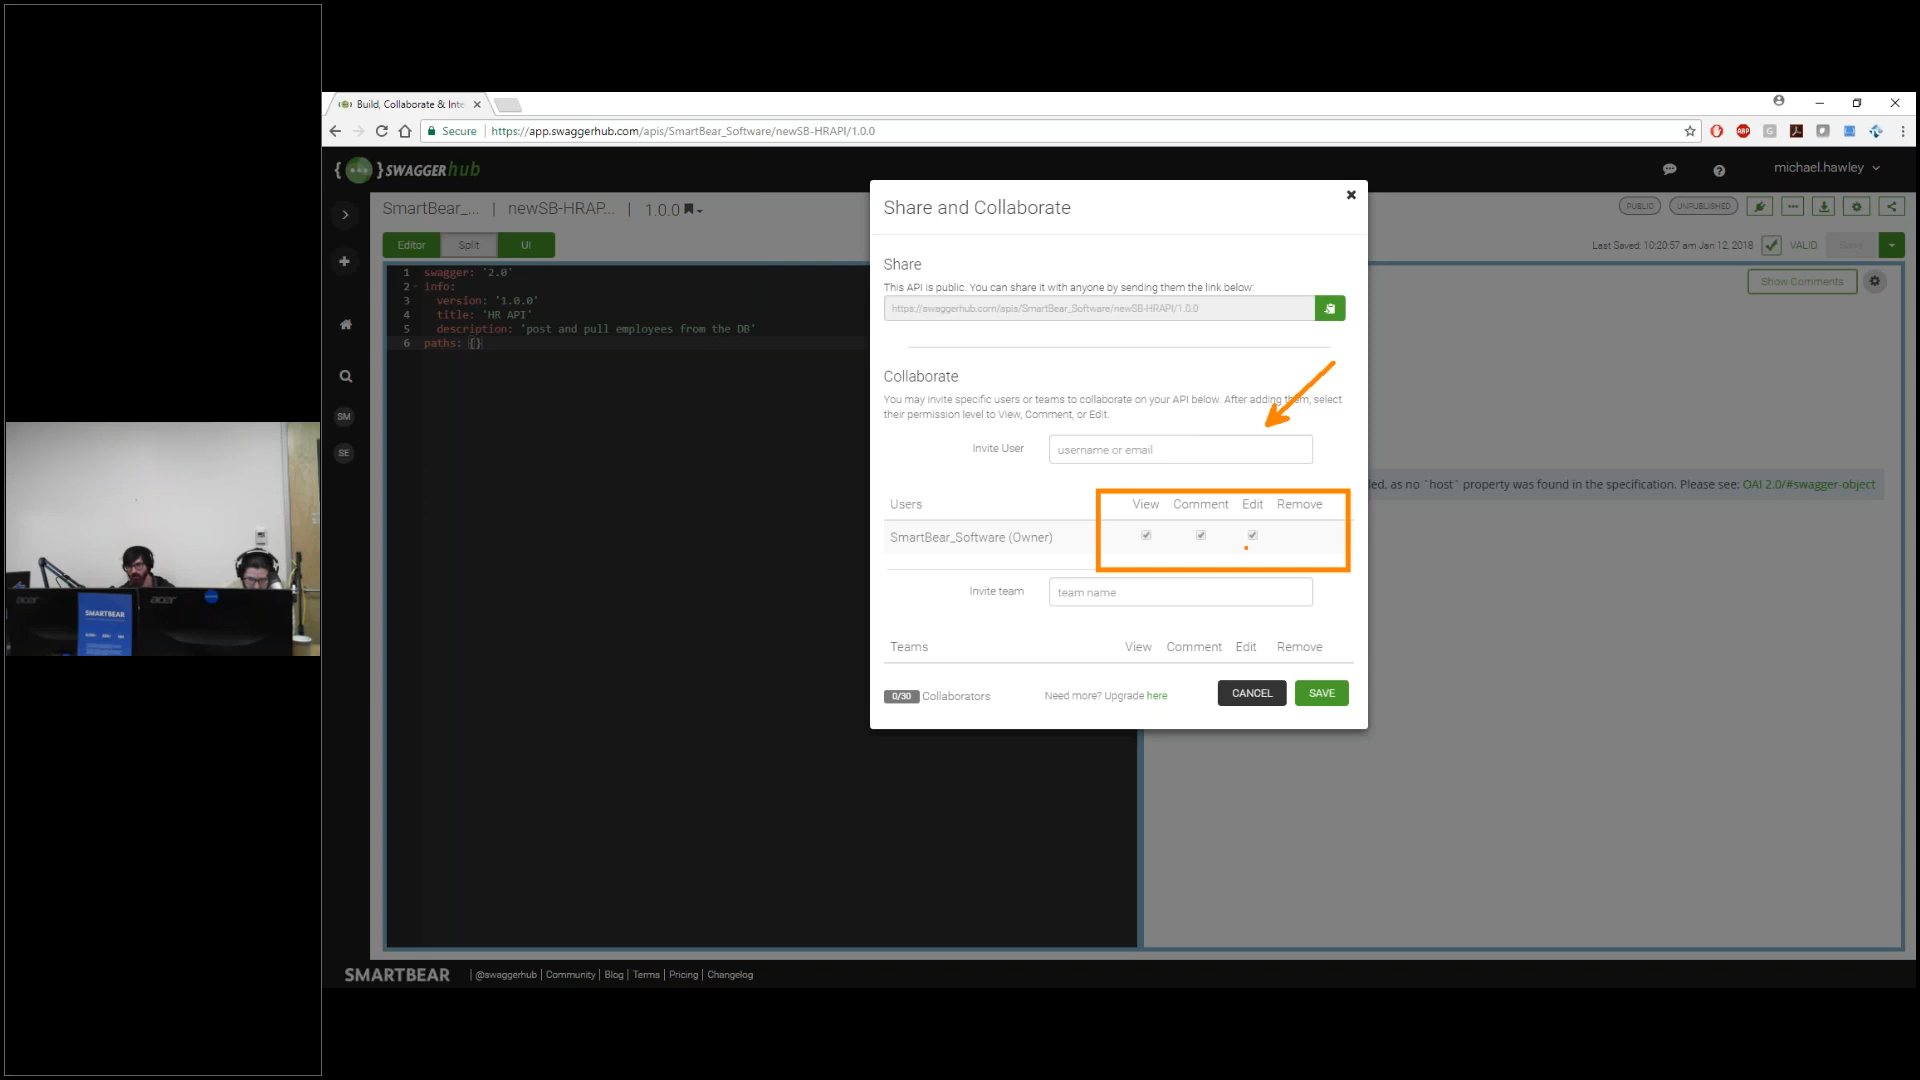 Build, Collaborate & Inte
Secure | https://app.swaggerhub.com/apis/SmartBear_Software/newSB-HRAPI/1.0.0
{ } SWAGGERhub
michael.hawley
SmartBear_... | newSB-HRAP... | 1.0.0
PUBLIC
UNPUBLISHED
Editor
Split
UI
Last Saved: 10:20:57 am Jan 12, 2018
VALID
Save
1 swagger: '2.0'
2 info:
3 version: '1.0.0'
4 title: 'HR API'
5 description: 'post and pull employees from the DB'
6 paths: {}
SM
SE
Show Comments
led, as no `host` property was found in the specification. Please see: OAI 2.0/#swagger-object
Share and Collaborate
Share
This API is public. You can share it with anyone by sending them the link below:
https://swaggerhub.com/apis/SmartBear_Software/newSB-HRAPI/1.0.0
Collaborate
You may invite specific users or teams to collaborate on your API below. After adding them, select
their permission level to View, Comment, or Edit.
Invite User
username or email
Users View Comment Edit Remove
SmartBear_Software (Owner)
Invite team
team name
Teams View Comment Edit Remove
0/30 Collaborators
Need more? Upgrade here
CANCEL
SAVE
acer
acer
SMARTBEAR
SMARTBEAR | @swaggerhub | Community | Blog | Terms | Pricing | Changelog